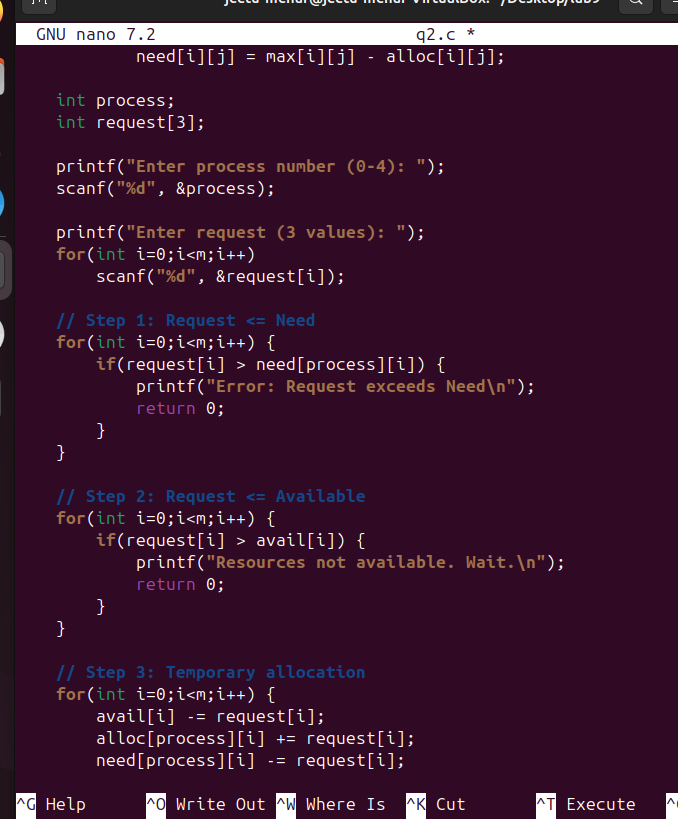 GNU nano 7.2 q2.c *
            need[i][j] = max[i][j] - alloc[i][j];

    int process;
    int request[3];

    printf("Enter process number (0-4): ");
    scanf("%d", &process);

    printf("Enter request (3 values): ");
    for(int i=0;i<m;i++)
        scanf("%d", &request[i]);

    // Step 1: Request <= Need
    for(int i=0;i<m;i++) {
        if(request[i] > need[process][i]) {
            printf("Error: Request exceeds Need\n");
            return 0;
        }
    }

    // Step 2: Request <= Available
    for(int i=0;i<m;i++) {
        if(request[i] > avail[i]) {
            printf("Resources not available. Wait.\n");
            return 0;
        }
    }

    // Step 3: Temporary allocation
    for(int i=0;i<m;i++) {
        avail[i] -= request[i];
        alloc[process][i] += request[i];
        need[process][i] -= request[i];

^G Help ^O Write Out ^W Where Is ^K Cut ^T Execute